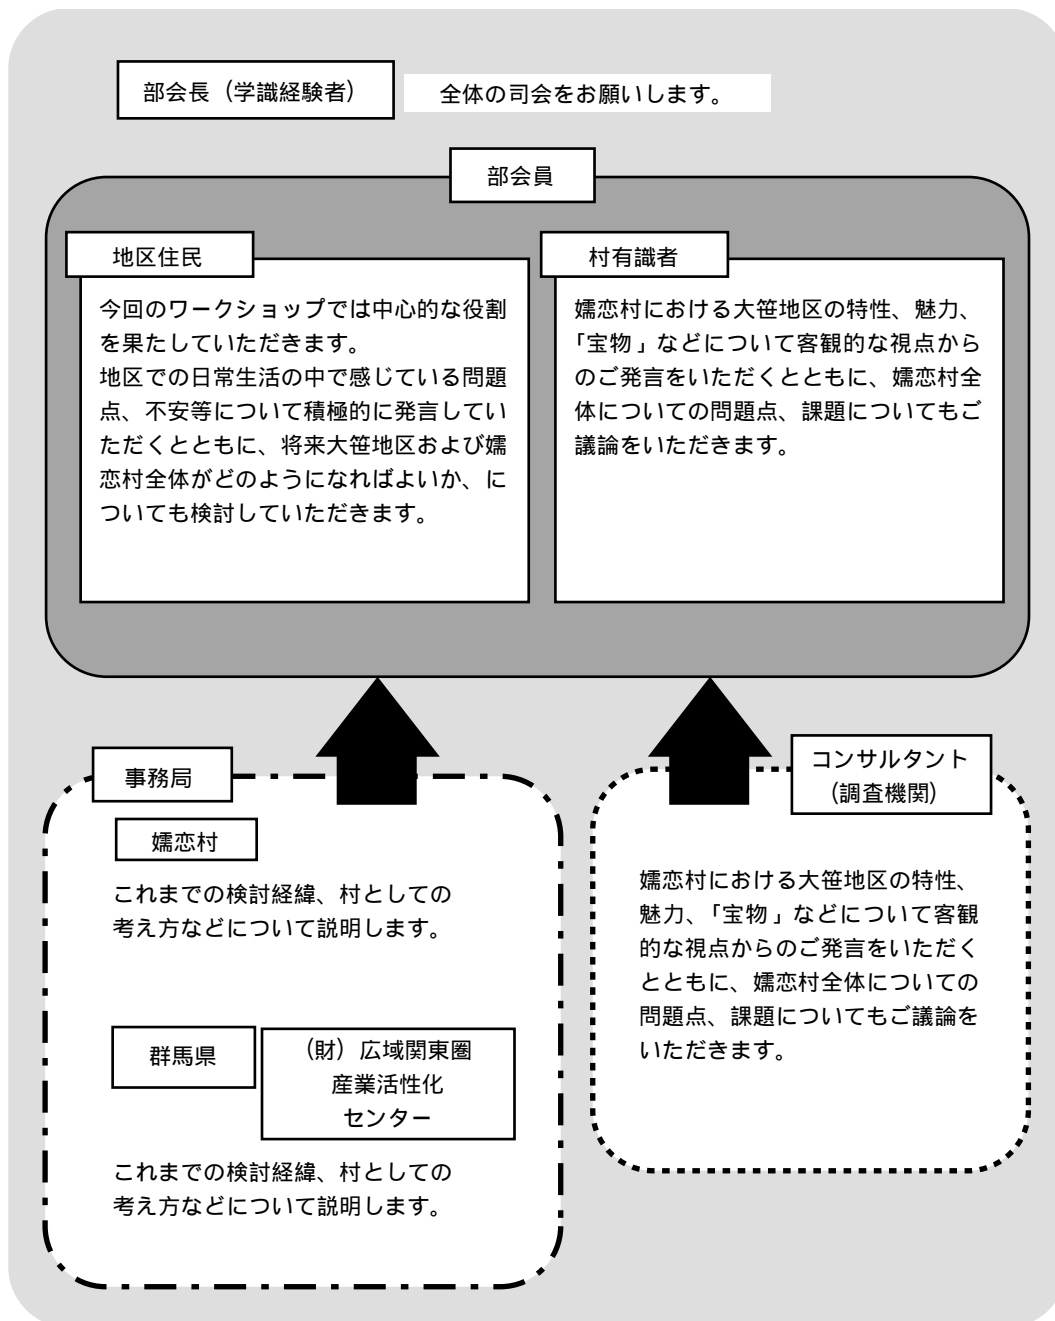 部会長（学識経験者）
全体の司会をお願いします。
部会員
地区住民
今回のワークショップでは中心的な役割
を果たしていただきます。
地区での日常生活の中で感じている問題
点、不安等について積極的に発言してい
ただくとともに、将来大笹地区および嬬
恋村全体がどのようになればよいか、に
ついても検討していただきます。
村有識者
嬬恋村における大笹地区の特性、魅力、
「宝物」などについて客観的な視点から
のご発言をいただくとともに、嬬恋村全
体についての問題点、課題についてもご
議論をいただきます。
事務局
嬬恋村
これまでの検討経緯、村としての
考え方などについて説明します。
群馬県
（財）広域関東圏
産業活性化
センター
これまでの検討経緯、村としての
考え方などについて説明します。
コンサルタント
（調査機関）
嬬恋村における大笹地区の特性、
魅力、「宝物」などについて客観
的な視点からのご発言をいただく
とともに、嬬恋村全体についての
問題点、課題についてもご議論を
いただきます。